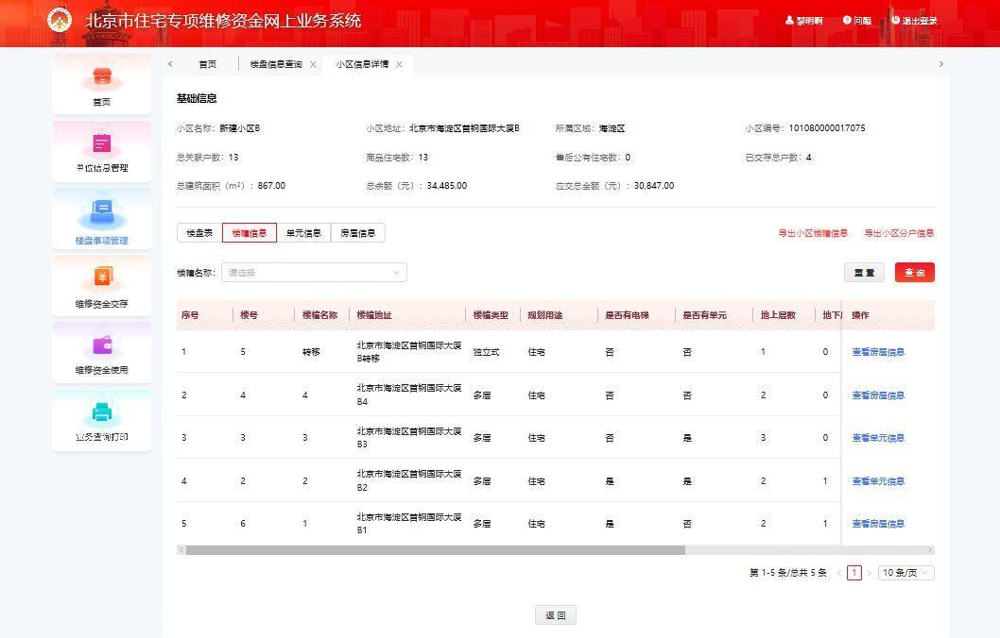 北京市住宅专项维修资金网上业务系统
黎明啊 问题 退出登录
首页 楼盘信息查询 小区信息详情
首页
单位信息管理
楼盘事项管理
维修资金交存
维修资金使用
业务查询打印
基础信息
小区名称：新建小区B 小区地址：北京市海淀区首钢国际大厦B 所属区域：海淀区 小区编号：101080000017075
总关联户数：13 商品住宅数：13 售后公有住宅数：0 已交存总户数：4
总建筑面积（m²）：867.00 总余额（元）：34,485.00 应交总金额（元）：30,847.00
楼盘表 楼幢信息 单元信息 房屋信息 导出小区楼幢信息 导出小区分户信息
楼幢名称： 请选择 重 置 查 询
序号 楼号 楼幢名称 楼幢地址 楼幢类型 规划用途 是否有电梯 是否有单元 地上层数 地下 操作
1 5 转移 北京市海淀区首钢国际大厦B转移 独立式 住宅 否 否 1 0 查看房屋信息
2 4 4 北京市海淀区首钢国际大厦B4 多层 住宅 否 否 2 0 查看房屋信息
3 3 3 北京市海淀区首钢国际大厦B3 多层 住宅 否 是 3 0 查看单元信息
4 2 2 北京市海淀区首钢国际大厦B2 多层 住宅 是 是 2 1 查看单元信息
5 6 1 北京市海淀区首钢国际大厦B1 多层 住宅 是 否 2 1 查看房屋信息
第 1-5 条/总共 5 条 1 10 条/页
返 回